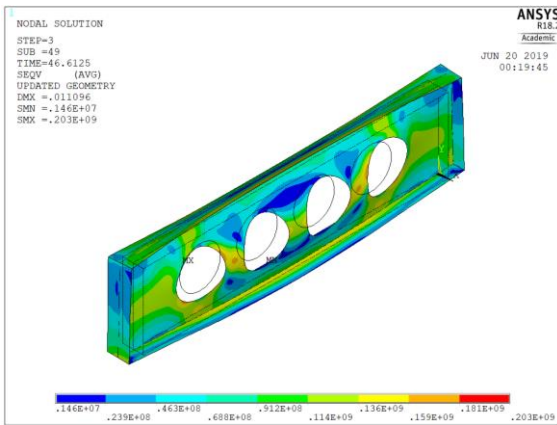 1
NODAL SOLUTION
STEP=3
SUB =49
TIME=46.6125
SEQV (AVG)
UPDATED GEOMETRY
DMX =.011096
SMN =.146E+07
SMX =.203E+09
ANSYS
Academic
JUN 20 2019
00:19:45
Y
MX
.146E+07 .463E+08 .912E+08 .136E+09 .181E+09
.239E+08 .688E+08 .114E+09 .159E+09 .203E+09